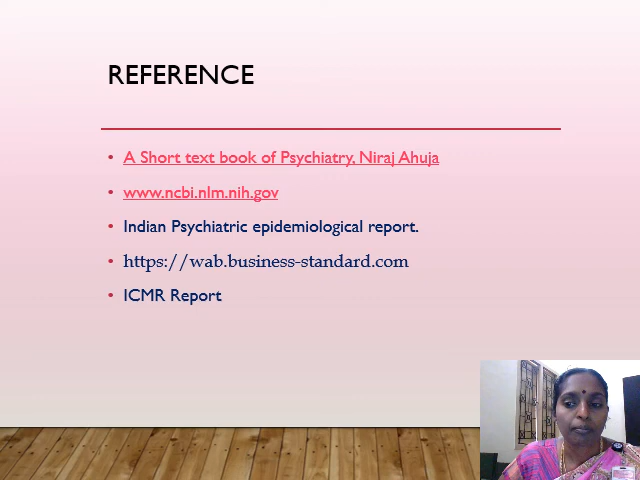 REFERENCE
• A Short text book of Psychiatry, Niraj Ahuja
• www.ncbi.nlm.nih.gov
• Indian Psychiatric epidemiological report.
• https://wab.business-standard.com
• ICMR Report